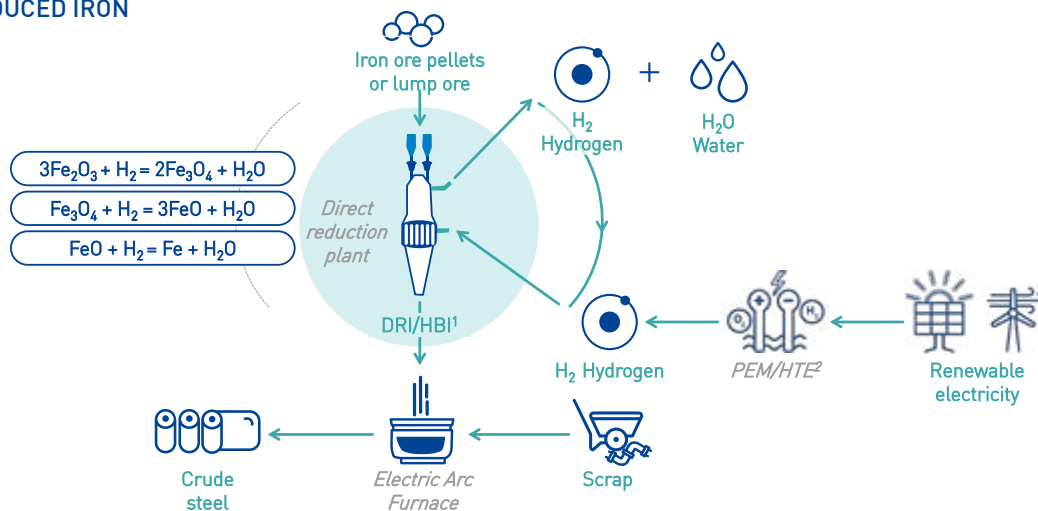 Iron ore pellets
or lump ore
H₂
Hydrogen
+
H₂O
Water
3Fe₂O₃ + H₂ = 2Fe₃O₄ + H₂O
Fe₃O₄ + H₂ = 3FeO + H₂O
FeO + H₂ = Fe + H₂O
Direct
reduction
plant
DRI/HBI¹
H₂ Hydrogen
O₂
+
−
H₂
PEM/HTE²
Renewable
electricity
Crude
steel
Electric Arc
Furnace
Scrap